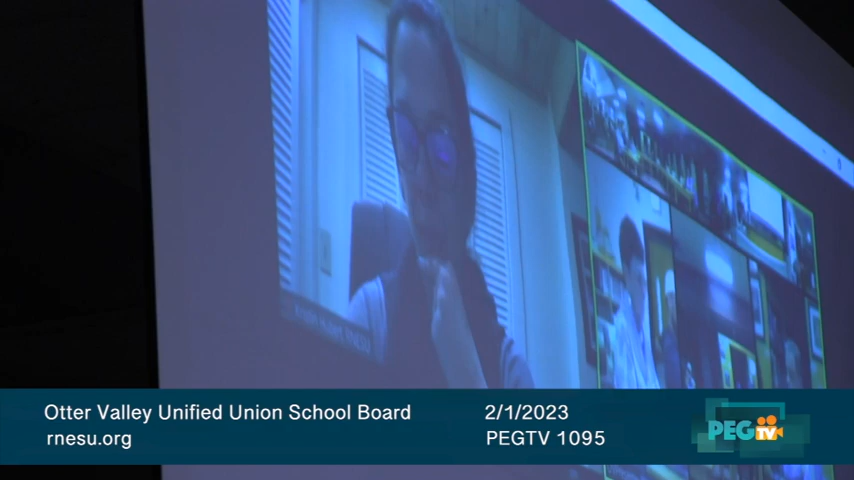 Otter Valley Unified Union School Board
2/1/2023
rnesu.org
PEGTV 1095
PEG
TV